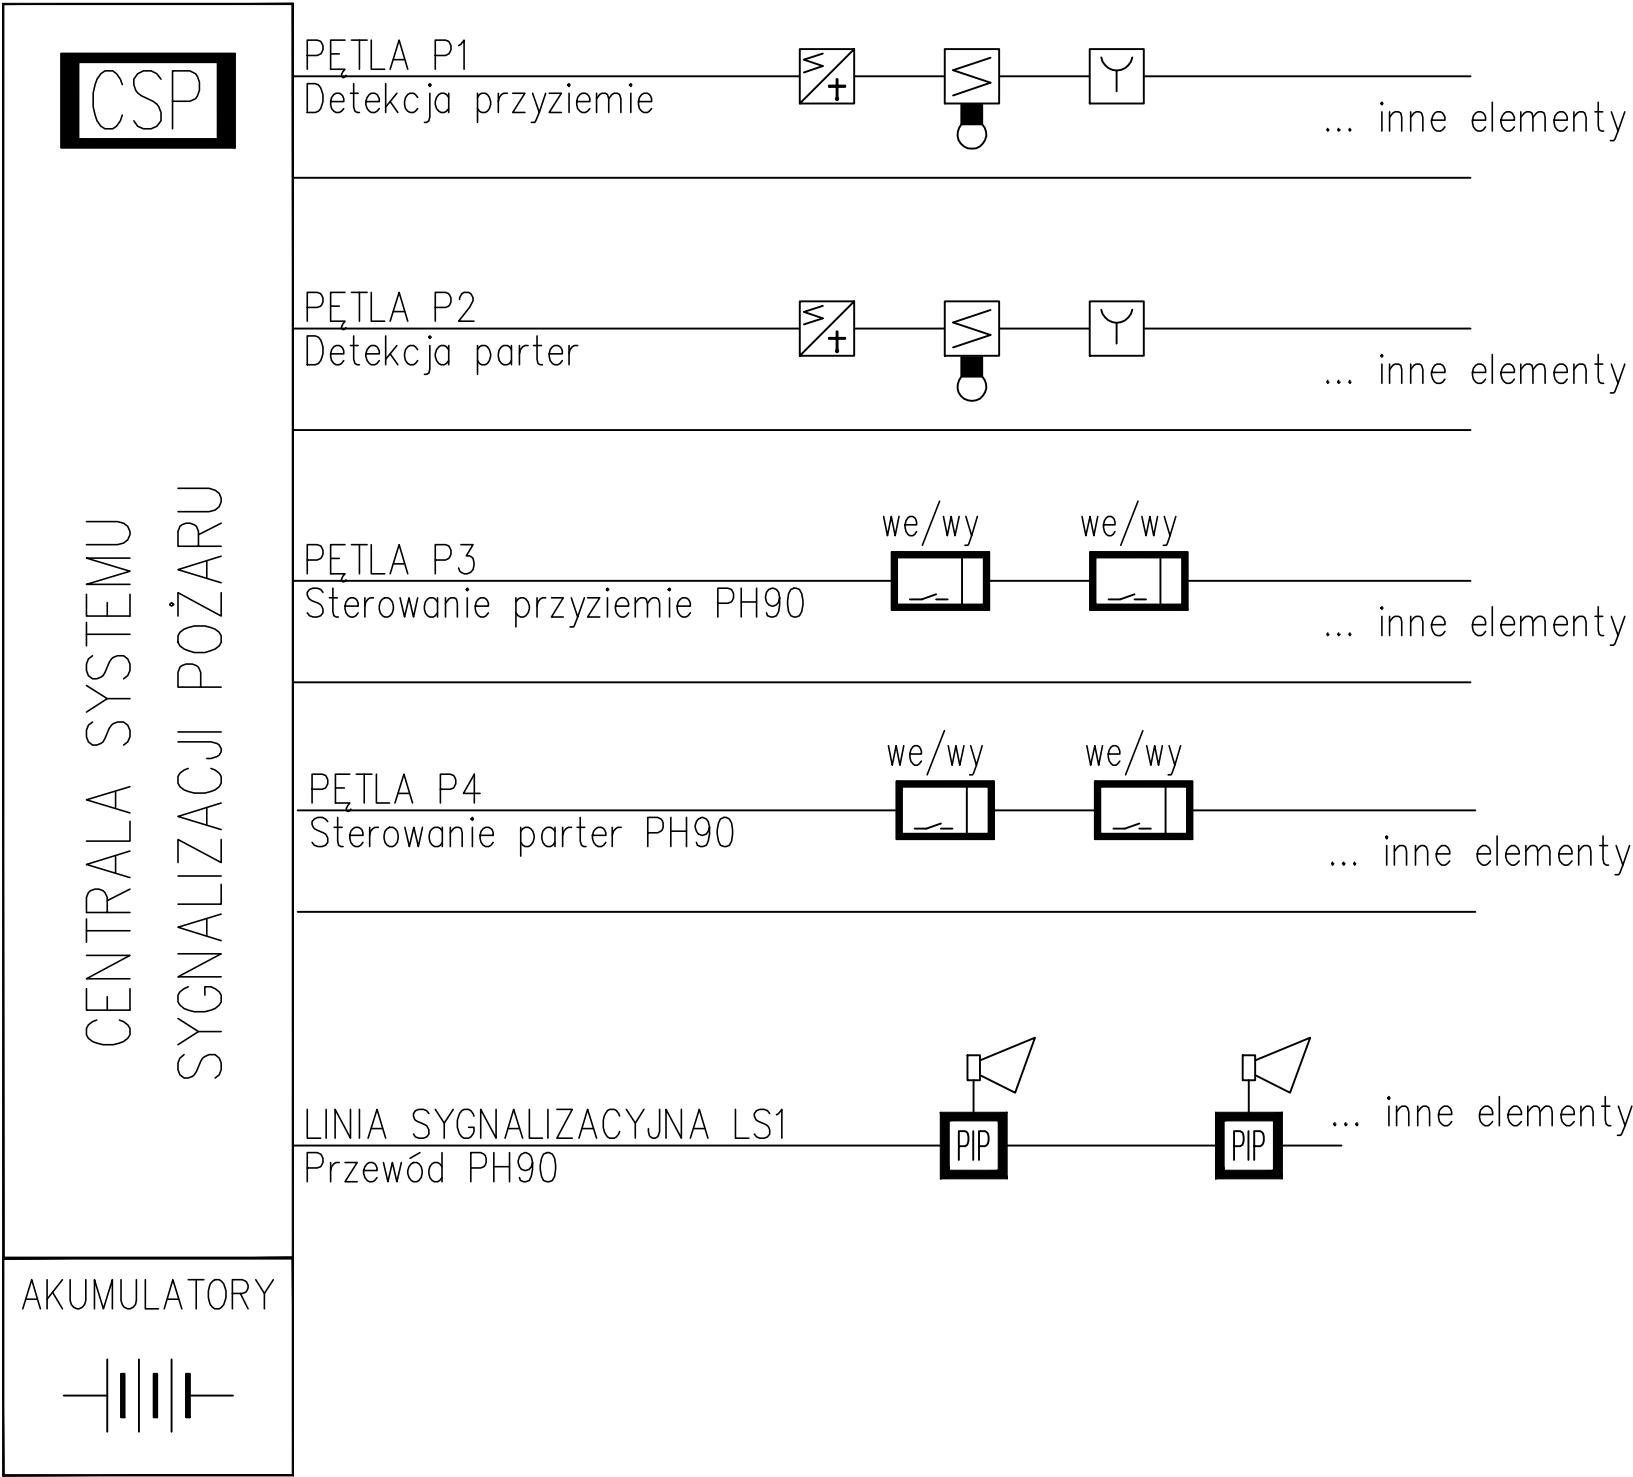 CSP
CENTRALA SYSTEMU
SYGNALIZACJI POŻARU
AKUMULATORY
PĘTLA P1
Detekcja przyziemie
... inne elementy
PĘTLA P2
Detekcja parter
... inne elementy
we/wy we/wy
PĘTLA P3
Sterowanie przyziemie PH90
... inne elementy
we/wy we/wy
PĘTLA P4
Sterowanie parter PH90
... inne elementy
LINIA SYGNALIZACYJNA LS1
Przewód PH90
PIP PIP
... inne elementy